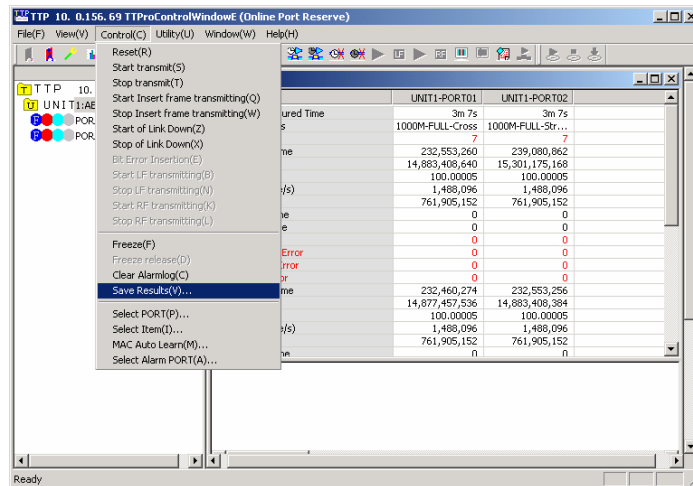 TTP 10. 0.156. 69 TTProControlWindowE (Online Port Reserve)
File(F) View(V) Control(C) Utility(U) Window(W) Help(H)
Reset(R)
Start transmit(S)
Stop transmit(T)
Start Insert frame transmitting(Q)
Stop Insert frame transmitting(W)
Start of Link Down(Z)
Stop of Link Down(X)
Bit Error Insertion(E)
Start LF transmitting(B)
Stop LF transmitting(N)
Start RF transmitting(K)
Stop RF transmitting(L)
Freeze(F)
Freeze release(D)
Clear Alarmlog(C)
Save Results(V)...
Select PORT(P)...
Select Item(I)...
MAC Auto Learn(M)...
Select Alarm PORT(A)...
T TTP 10.
U UNIT1:AE
POR
POR
UNIT1-PORT01 UNIT1-PORT02
ured Time 3m 7s 3m 7s
s 1000M-FULL-Cross 1000M-FULL-Str...
7 7
me 232,553,260 239,080,862
14,883,408,640 15,301,175,168
100.00005 100.00005
/s) 1,488,096 1,488,096
761,905,152 761,905,152
ne 0 0
e 0 0
0 0
Error 0 0
rror 0 0
or 0 0
me 232,460,274 232,553,256
14,877,457,536 14,883,408,384
100.00005 100.00005
/s) 1,488,096 1,488,096
761,905,152 761,905,152
ne 0 0
Ready